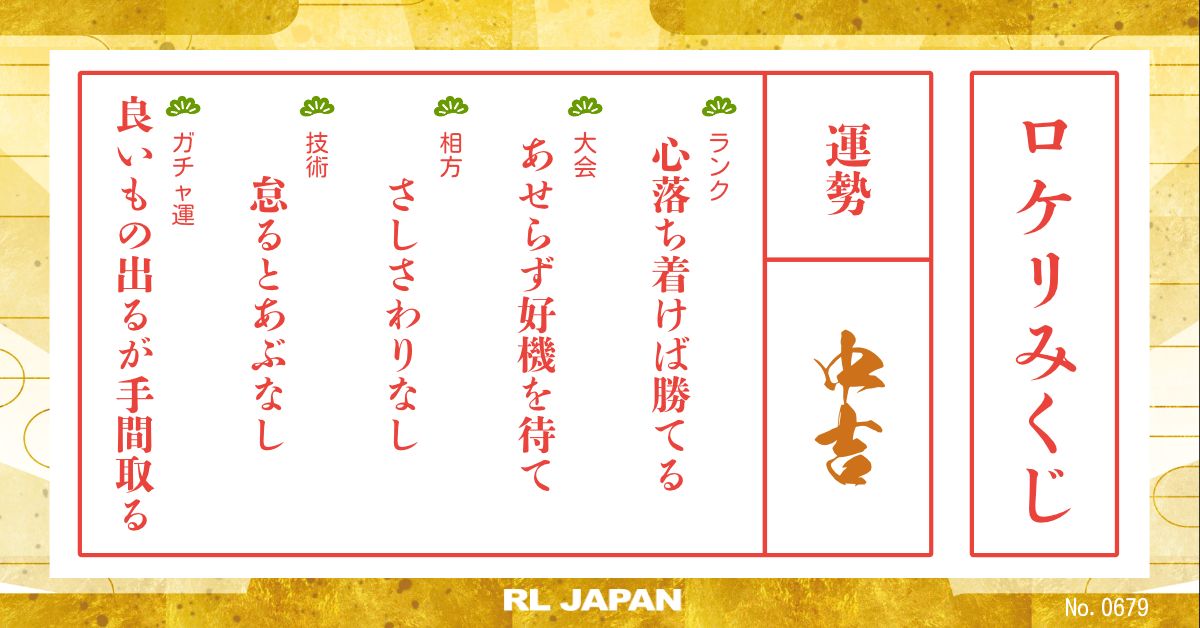 ロケリみくじ
運勢
中吉
ランク
心落ち着けば勝てる
大会
あせらず好機を待て
相方
さしさわりなし
技術
怠るとあぶなし
ガチャ運
良いもの出るが手間取る
RL JAPAN
No. 0679